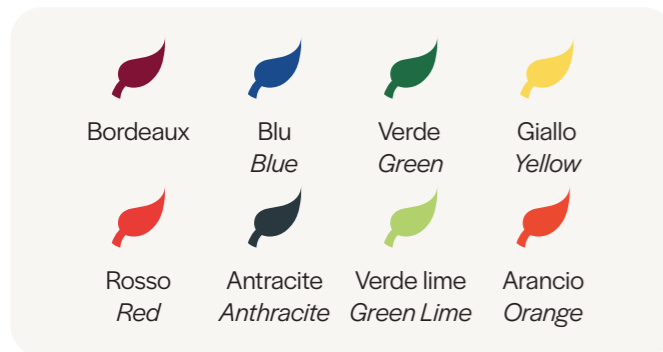 Bordeaux
Blu
Blue
Verde
Green
Giallo
Yellow
Rosso
Red
Antracite
Anthracite
Verde lime
Green Lime
Arancio
Orange